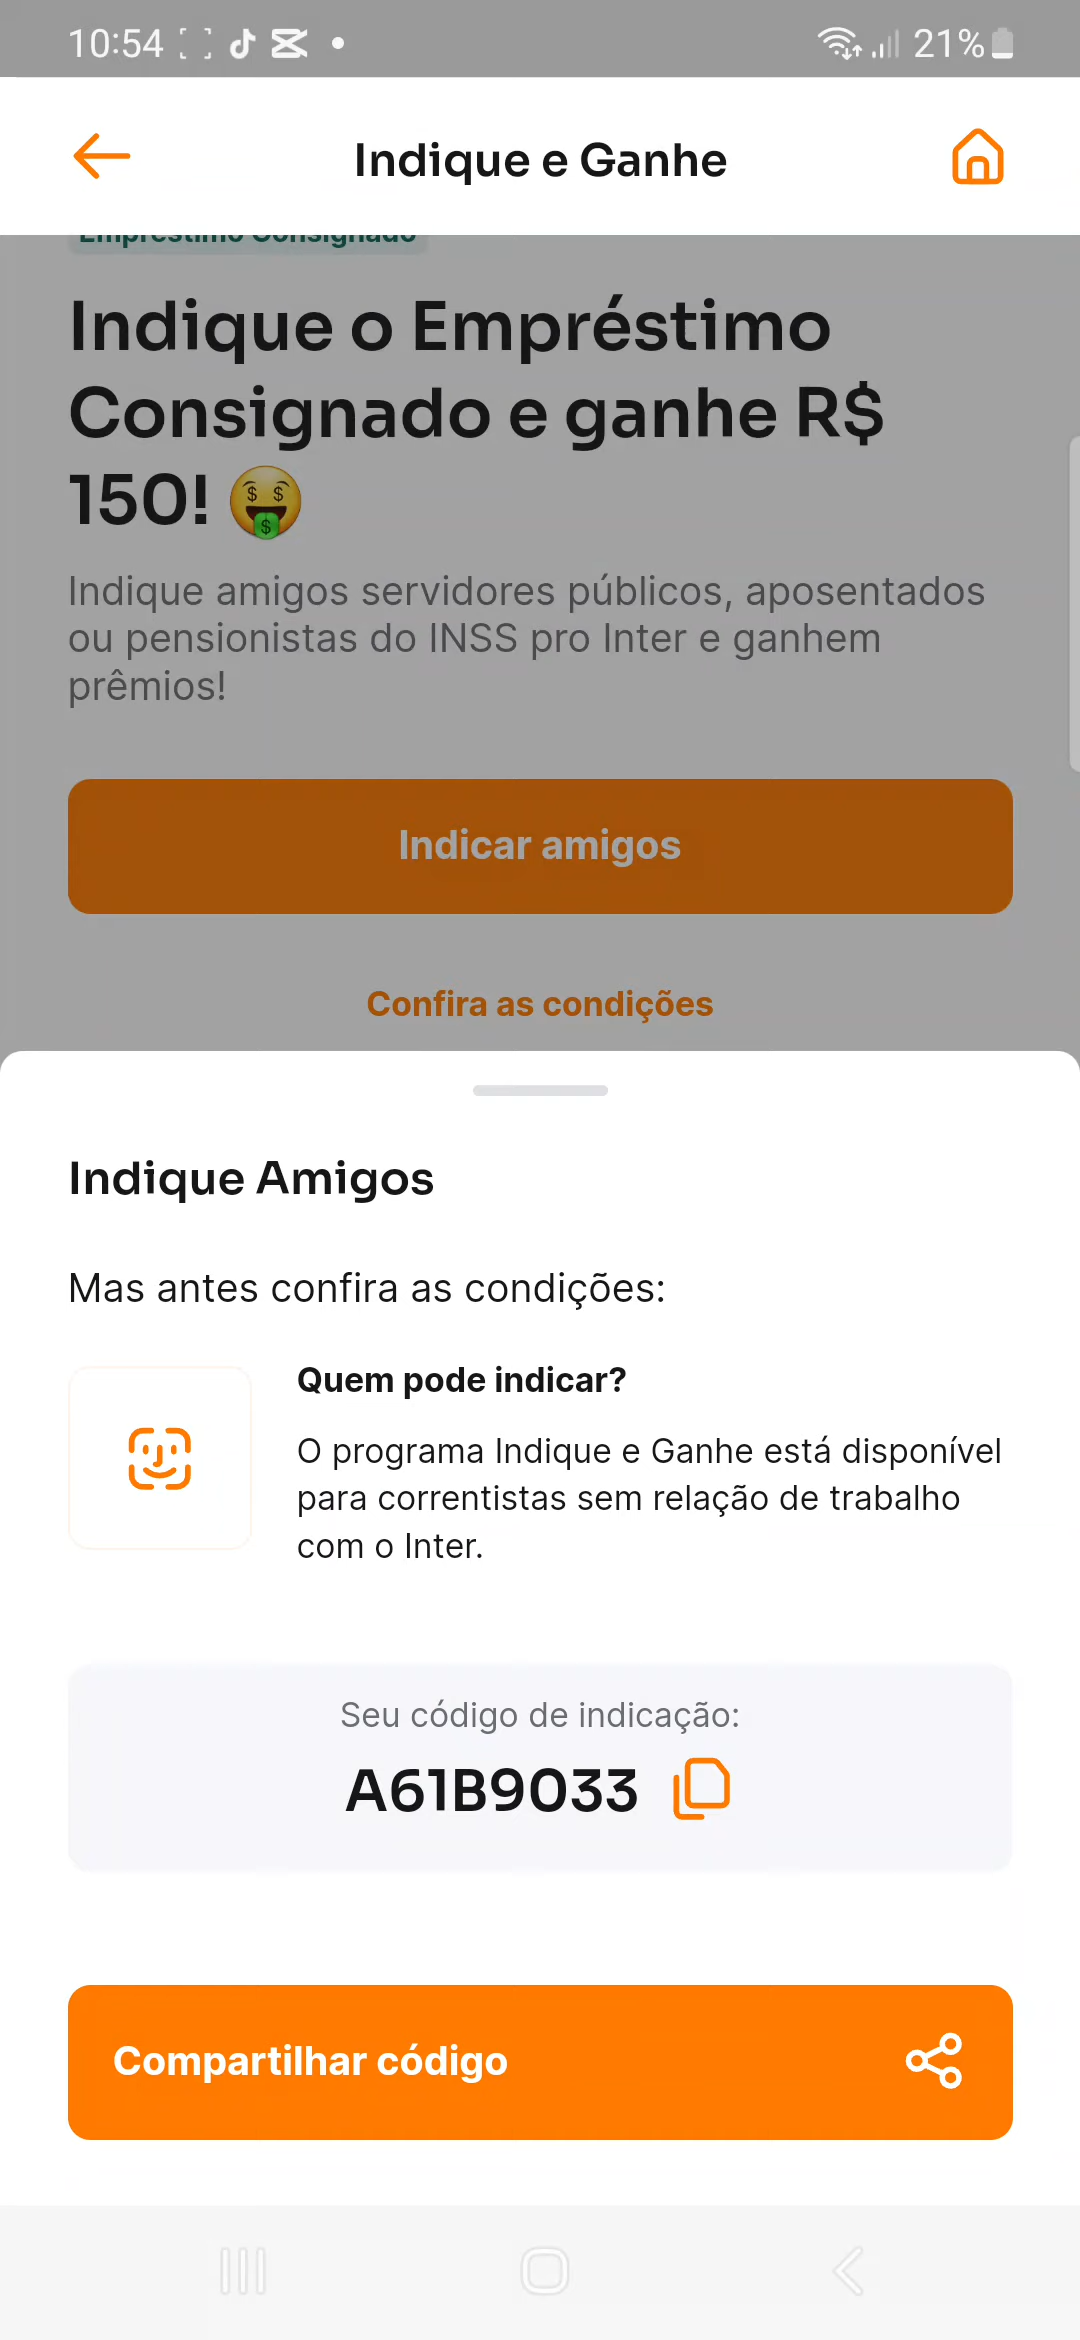 10:54
21%
Indique e Ganhe
Empréstimo Consignado
Indique o Empréstimo
Consignado e ganhe R$
150! 🤑
Indique amigos servidores públicos, aposentados
ou pensionistas do INSS pro Inter e ganhem
prêmios!
Indicar amigos
Confira as condições
Indique Amigos
Mas antes confira as condições:
Quem pode indicar?
O programa Indique e Ganhe está disponível
para correntistas sem relação de trabalho
com o Inter.
Seu código de indicação:
A61B9033
Compartilhar código